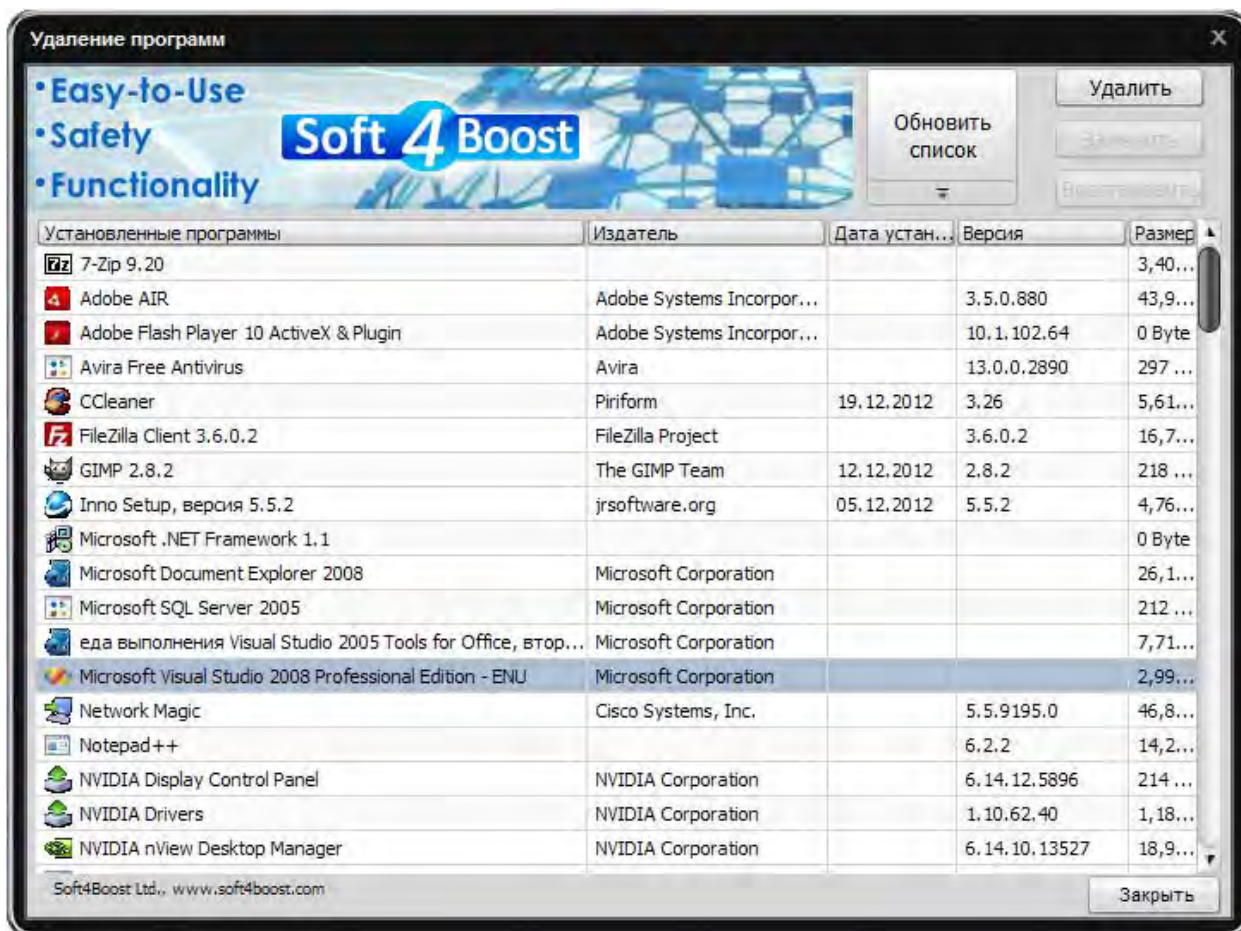 Удаление программ
X
•Easy-to-Use
•Safety
•Functionality
Soft 4 Boost
Обновить
список
Удалить
Установленные программы Издатель Дата устан... Версия Размер
7-Zip 9.20 3,40...
Adobe AIR Adobe Systems Incorpor... 3.5.0.880 43,9...
Adobe Flash Player 10 ActiveX & Plugin Adobe Systems Incorpor... 10.1.102.64 0 Byte
Avira Free Antivirus Avira 13.0.0.2890 297 ...
CCleaner Piriform 19.12.2012 3.26 5,61...
FileZilla Client 3.6.0.2 FileZilla Project 3.6.0.2 16,7...
GIMP 2.8.2 The GIMP Team 12.12.2012 2.8.2 218 ...
Inno Setup, версия 5.5.2 jrsoftware.org 05.12.2012 5.5.2 4,76...
Microsoft .NET Framework 1.1 0 Byte
Microsoft Document Explorer 2008 Microsoft Corporation 26,1...
Microsoft SQL Server 2005 Microsoft Corporation 212 ...
еда выполнения Visual Studio 2005 Tools for Office, втор... Microsoft Corporation 7,71...
Microsoft Visual Studio 2008 Professional Edition - ENU Microsoft Corporation 2,99...
Network Magic Cisco Systems, Inc. 5.5.9195.0 46,8...
Notepad++ 6.2.2 14,2...
NVIDIA Display Control Panel NVIDIA Corporation 6.14.12.5896 214 ...
NVIDIA Drivers NVIDIA Corporation 1.10.62.40 1,18...
NVIDIA nView Desktop Manager NVIDIA Corporation 6.14.10.13527 18,9...
Soft4Boost Ltd., www.soft4boost.com
Закрыть